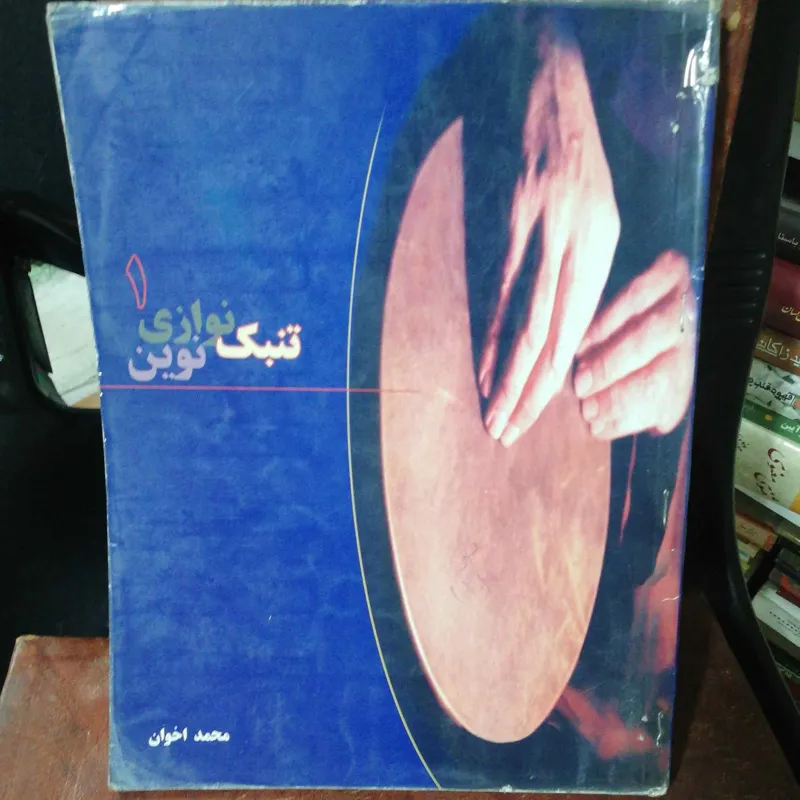 ۱
تنبک نوازی
نوین
محمد اخوان